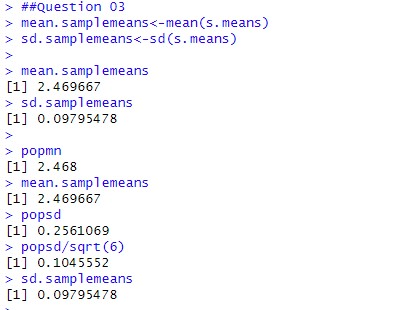 > ##Question 03
> mean.samplemeans<-mean(s.means)
> sd.samplemeans<-sd(s.means)
>
> mean.samplemeans
[1] 2.469667
> sd.samplemeans
[1] 0.09795478
>
> popmn
[1] 2.468
> mean.samplemeans
[1] 2.469667
> popsd
[1] 0.2561069
> popsd/sqrt(6)
[1] 0.1045552
> sd.samplemeans
[1] 0.09795478
>